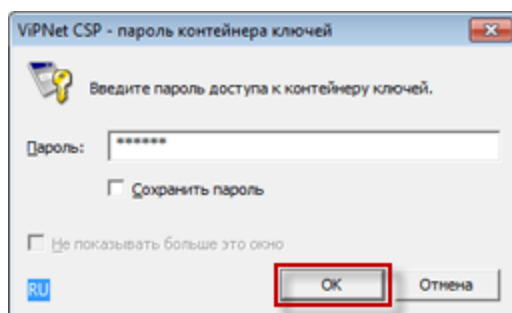 ViPNet CSP - пароль контейнера ключей
Введите пароль доступа к контейнеру ключей.
Пароль: ******
Сохранить пароль
Не показывать больше это окно
RU
OK
Отмена